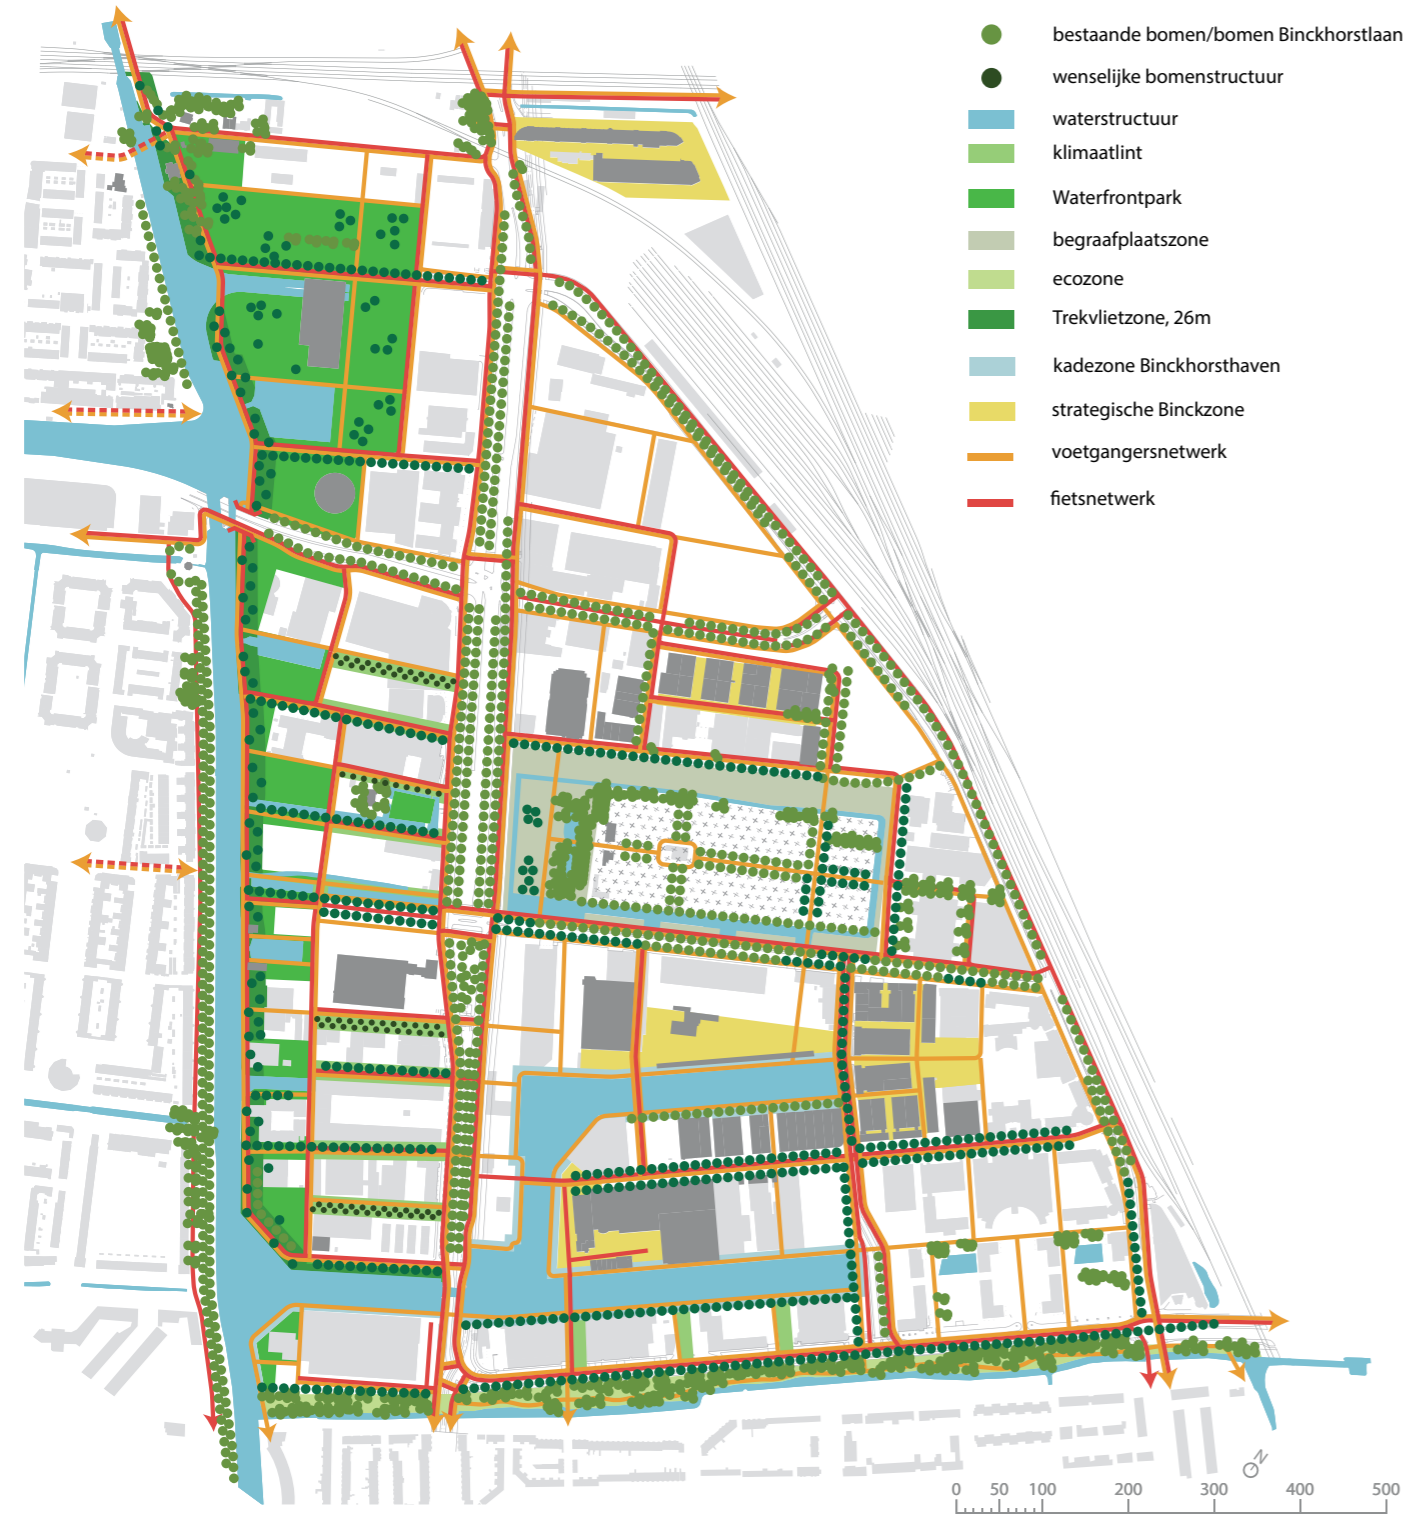 bestaande bomen/bomen Binckhorstlaan
wenselijke bomenstructuur
waterstructuur
klimaatlint
Waterfrontpark
begraafplaatszone
ecozone
Trekvlietzone, 26m
kadezone Binckhorsthaven
strategische Binckzone
voetgangersnetwerk
fietsnetwerk
N
0 50 100 200 300 400 500